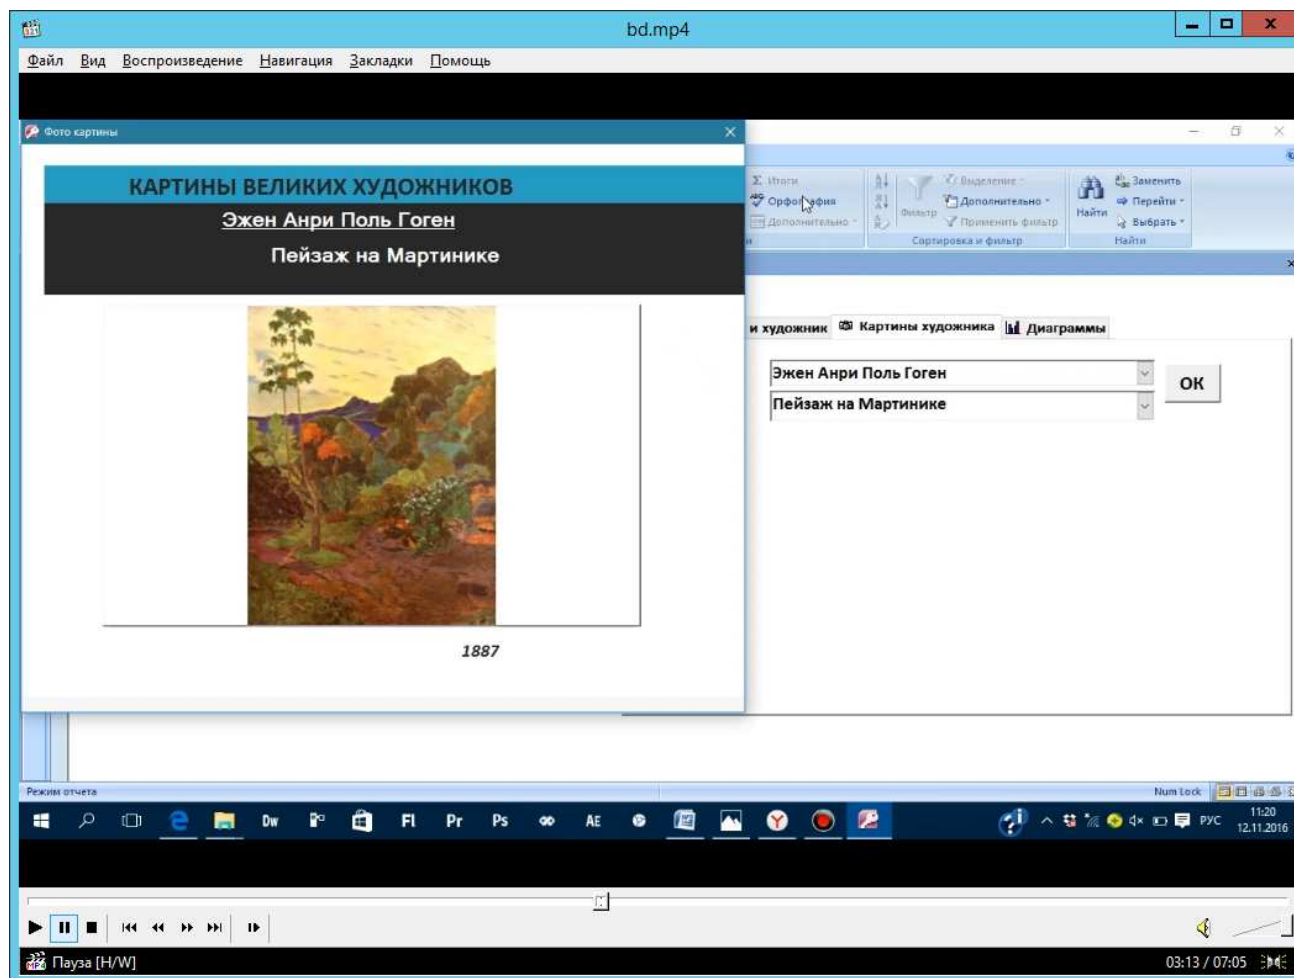 bd.mp4
Файл Вид Воспроизведение Навигация Закладки Помощь
Фото картины
КАРТИНЫ ВЕЛИКИХ ХУДОЖНИКОВ
Эжен Анри Поль Гоген
Пейзаж на Мартинике
1887
Σ Итоги
Орфография
Дополнительно
Фильтр
Выделение
Дополнительно
Применить фильтр
Сортировка и фильтр
Найти
Заменить
Перейти
Выбрать
Найти
и художник Картины художника Диаграммы
Эжен Анри Поль Гоген
Пейзаж на Мартинике
ОК
Режим отчета
Num Lock
Dw Fl Pr Ps AE
РУС
11:20
12.11.2016
Пауза [H/W]
03:13 / 07:05